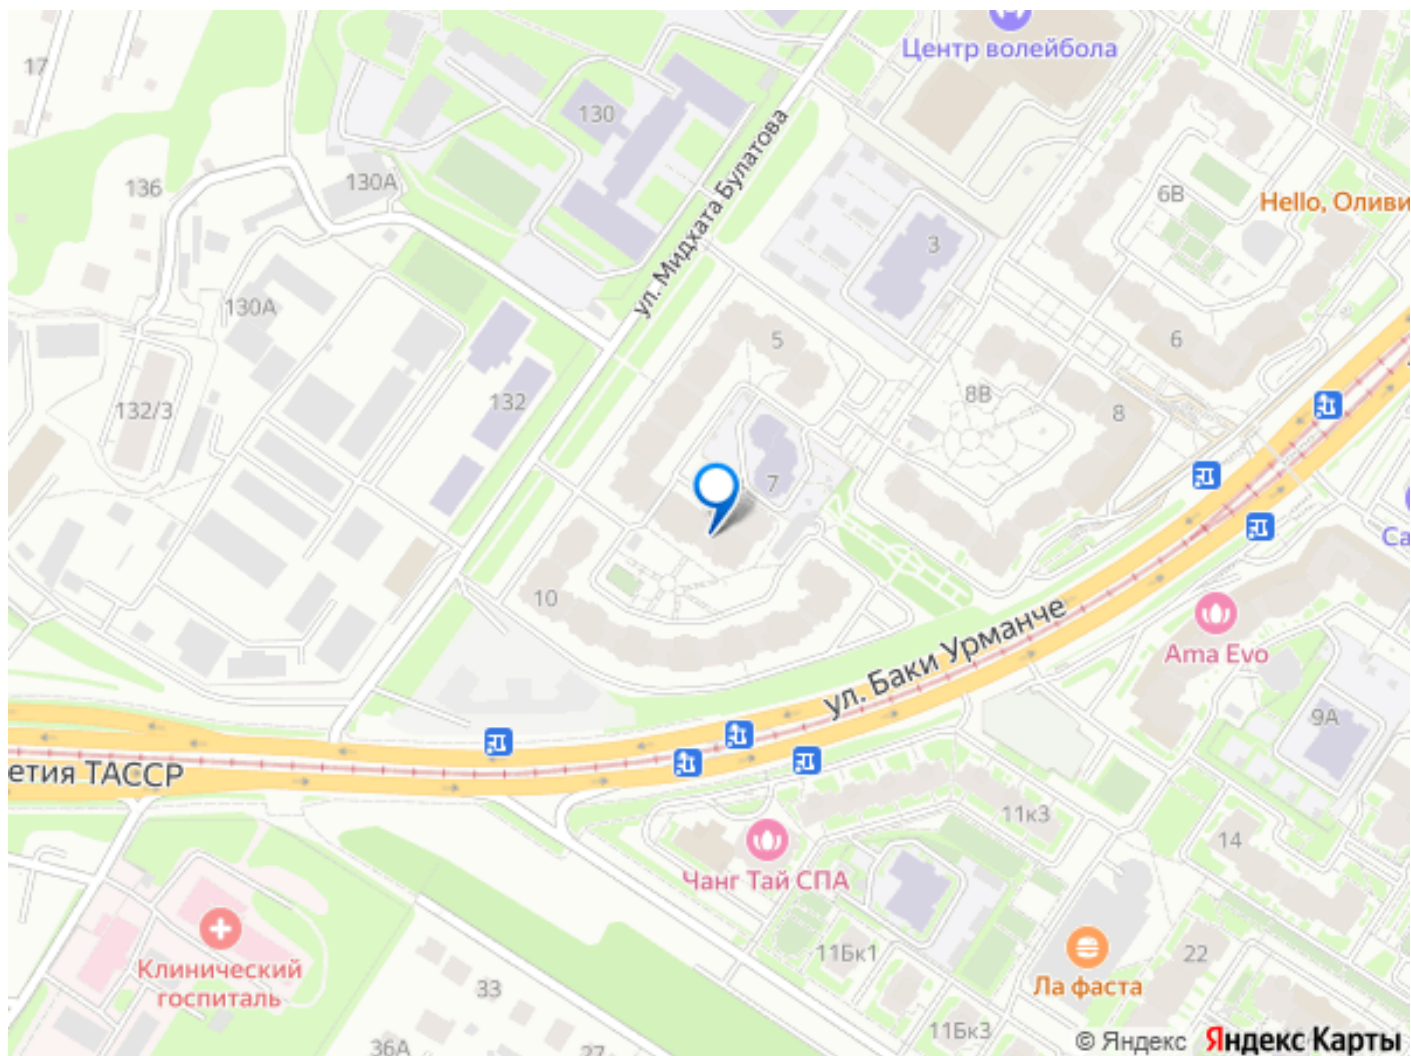 Центр волейбола
17
130
ул. Мидхата Булатова
136
130А
6В
Hello, Оливи
3
130А
5
6
132
132/3
8В
8
7
Са
10
ул. Баки Урманче
Ama Evo
9А
етия ТАССР
11к3
14
Чанг Тай СПА
Клинический
госпиталь
11Бк1
22
Ла фаста
33
11Бк3
36А
27
© Яндекс Яндекс Карты